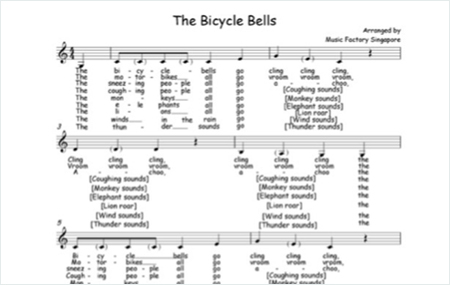 The Bicycle Bells
Arranged by
Music Factory Singapore
The bi - cy - cle bells go cling cling cling,
The mo - tor - bikes all go vroom vroom vroom,
The sneez - ing peo - ple all go a - choo,
The cough - ing peo - ple all go [Coughing sounds]
The mon - keys all go [Monkey sounds]
The e - le - phants all go [Elephant sounds]
The li - ons all go [Lion roar]
The winds in the rain go [Wind sounds]
The thun - der sounds go [Thunder sounds]
3
Cling cling cling, Cling cling cling the
Vroom vroom vroom, Vroom vroom vroom, the
A - choo, A - choo the
[Coughing sounds] [Coughing sounds] the
[Monkey sounds] [Monkey sounds] the
[Elephant sounds] [Elephant sounds] the
[Lion roar] [Lion roar] the
[Wind sounds] [Wind sounds] the
[Thunder sounds] [Thunder sounds] the
5
Bi - cy - cle bells go cling cling cling,
Mo - tor - bikes all go vroom vroom vroom,
sneez - ing peo - ple all go a - choo
Cough - ing peo - ple all go [Coughing sounds]
Mon - keys all go [Monkey sounds]